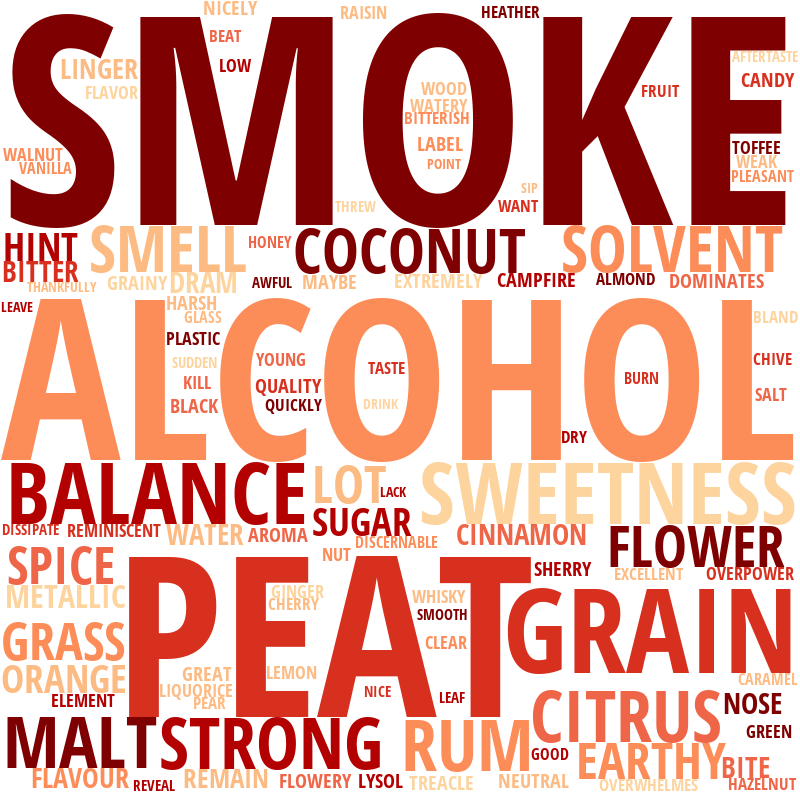 NICELY
RAISIN
HEATHER
SMOKE
BEAT
LOW
LINGER
FLAVOR
AFTERTASTE
CANDY
FRUIT
WOOD
WATERY
BITTERISH
LABEL
POINT
WALNUT
VANILLA
TOFFEE
WEAK
PLEASANT
SIP
THREW
WANT
HINT
SMELL
HONEY
COCONUT
SOLVENT
BITTER
THANKFULLY
GRAINY
DRAM
AWFUL
MAYBE
EXTREMELY
CAMPFIRE
ALMOND
DOMINATES
LEAVE
HARSH
GLASS
ALCOHOL
BLAND
PLASTIC
SUDDEN
YOUNG
TASTE
CHIVE
KILL
QUALITY
BURN
BLACK
QUICKLY
DRINK
SALT
DRY
BALANCE
LOT
LACK
SWEETNESS
SUGAR
DISSIPATE
REMINISCENT
WATER
AROMA
CINNAMON
FLOWER
DISCERNABLE
NUT
SPICE
PEAT
SHERRY
EXCELLENT
OVERPOWER
METALLIC
GINGER
CHERRY
WHISKY
SMOOTH
GRAIN
GRASS
CLEAR
ORANGE
GREAT
LEMON
LIQUORICE
PEAR
NICE
LEAF
CARAMEL
ELEMENT
CITRUS
NOSE
MALT
STRONG
RUM
GREEN
GOOD
EARTHY
BITE
FLAVOUR
REVEAL
REMAIN
FLOWERY
LYSOL
TREACLE
NEUTRAL
OVERWHELMES
HAZELNUT